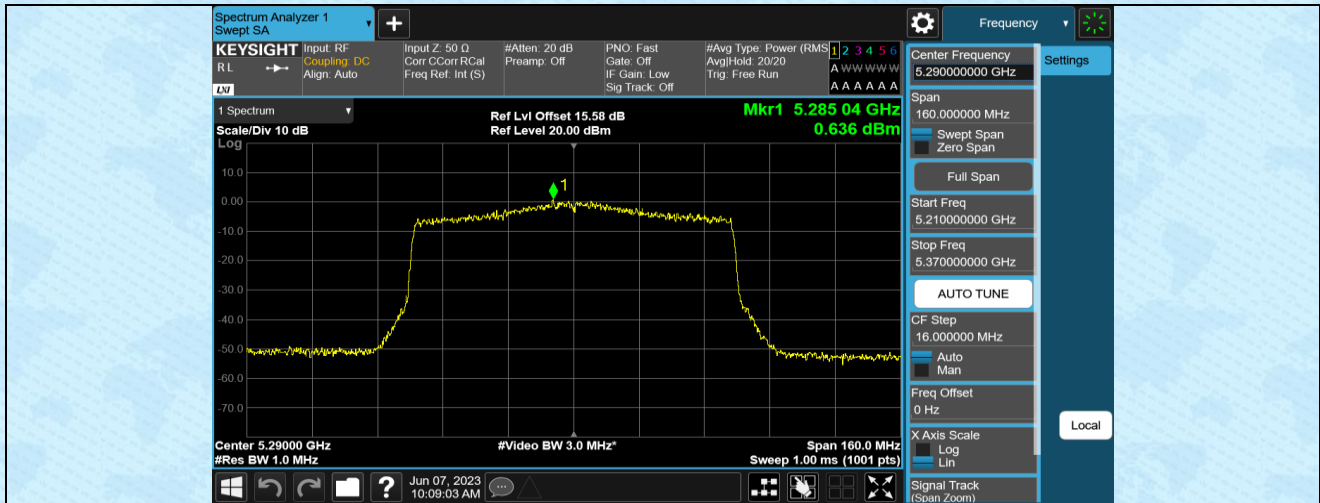 Spectrum Analyzer 1
Swept SA
+
Frequency
KEYSIGHT
R L
LXI
Input: RF
Coupling: DC
Align: Auto
Input Z: 50 Ω
Corr CCorr RCal
Freq Ref: Int (S)
#Atten: 20 dB
Preamp: Off
PNO: Fast
Gate: Off
IF Gain: Low
Sig Track: Off
#Avg Type: Power (RMS
Avg|Hold: 20/20
Trig: Free Run
1 2 3 4 5 6
A W W W W W
A A A A A A
1 Spectrum
Scale/Div 10 dB
Log
Ref Lvl Offset 15.58 dB
Ref Level 20.00 dBm
Mkr1 5.285 04 GHz
0.636 dBm
1
10.0
0.00
-10.0
-20.0
-30.0
-40.0
-50.0
-60.0
-70.0
Center 5.29000 GHz
#Res BW 1.0 MHz
#Video BW 3.0 MHz*
Span 160.0 MHz
Sweep 1.00 ms (1001 pts)
?
Jun 07, 2023
10:09:03 AM
Center Frequency
5.290000000 GHz
Settings
Span
160.000000 MHz
Swept Span
Zero Span
Full Span
Start Freq
5.210000000 GHz
Stop Freq
5.370000000 GHz
AUTO TUNE
CF Step
16.000000 MHz
Auto
Man
Freq Offset
0 Hz
Local
X Axis Scale
Log
Lin
Signal Track
(Span Zoom)